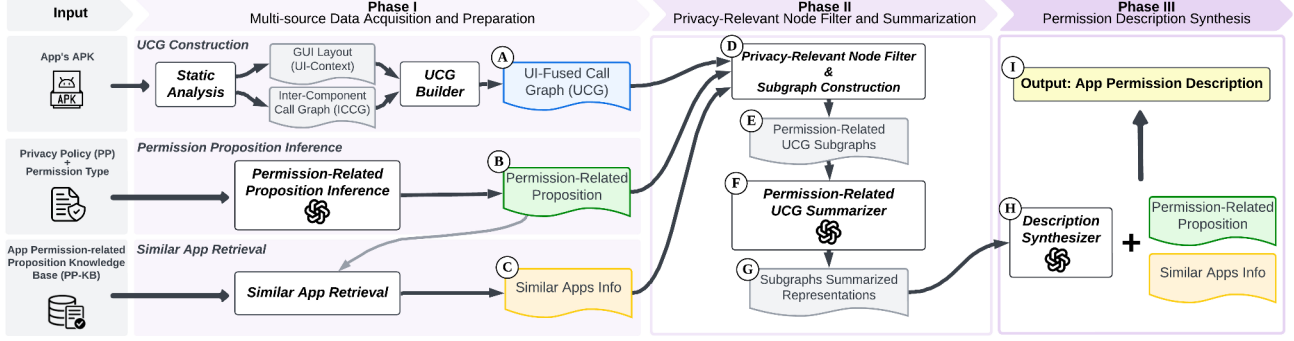 Input
Phase I
Multi-source Data Acquisition and Preparation
Phase II
Privacy-Relevant Node Filter and Summarization
Phase III
Permission Description Synthesis
App's APK
APK
UCG Construction
Static
Analysis
GUI Layout
(UI-Context)
Inter-Component
Call Graph (ICCG)
UCG
Builder
A
UI-Fused Call
Graph (UCG)
Privacy Policy (PP)
+
Permission Type
Permission Proposition Inference
Permission-Related
Proposition Inference
B
Permission-Related
Proposition
App Permission-related
Proposition Knowledge
Base (PP-KB)
Similar App Retrieval
Similar App Retrieval
C
Similar Apps Info
D
Privacy-Relevant Node Filter
&
Subgraph Construction
E
Permission-Related
UCG Subgraphs
F
Permission-Related
UCG Summarizer
G
Subgraphs Summarized
Representations
I
Output: App Permission Description
H
Description
Synthesizer
+
Permission-Related
Proposition
Similar Apps Info